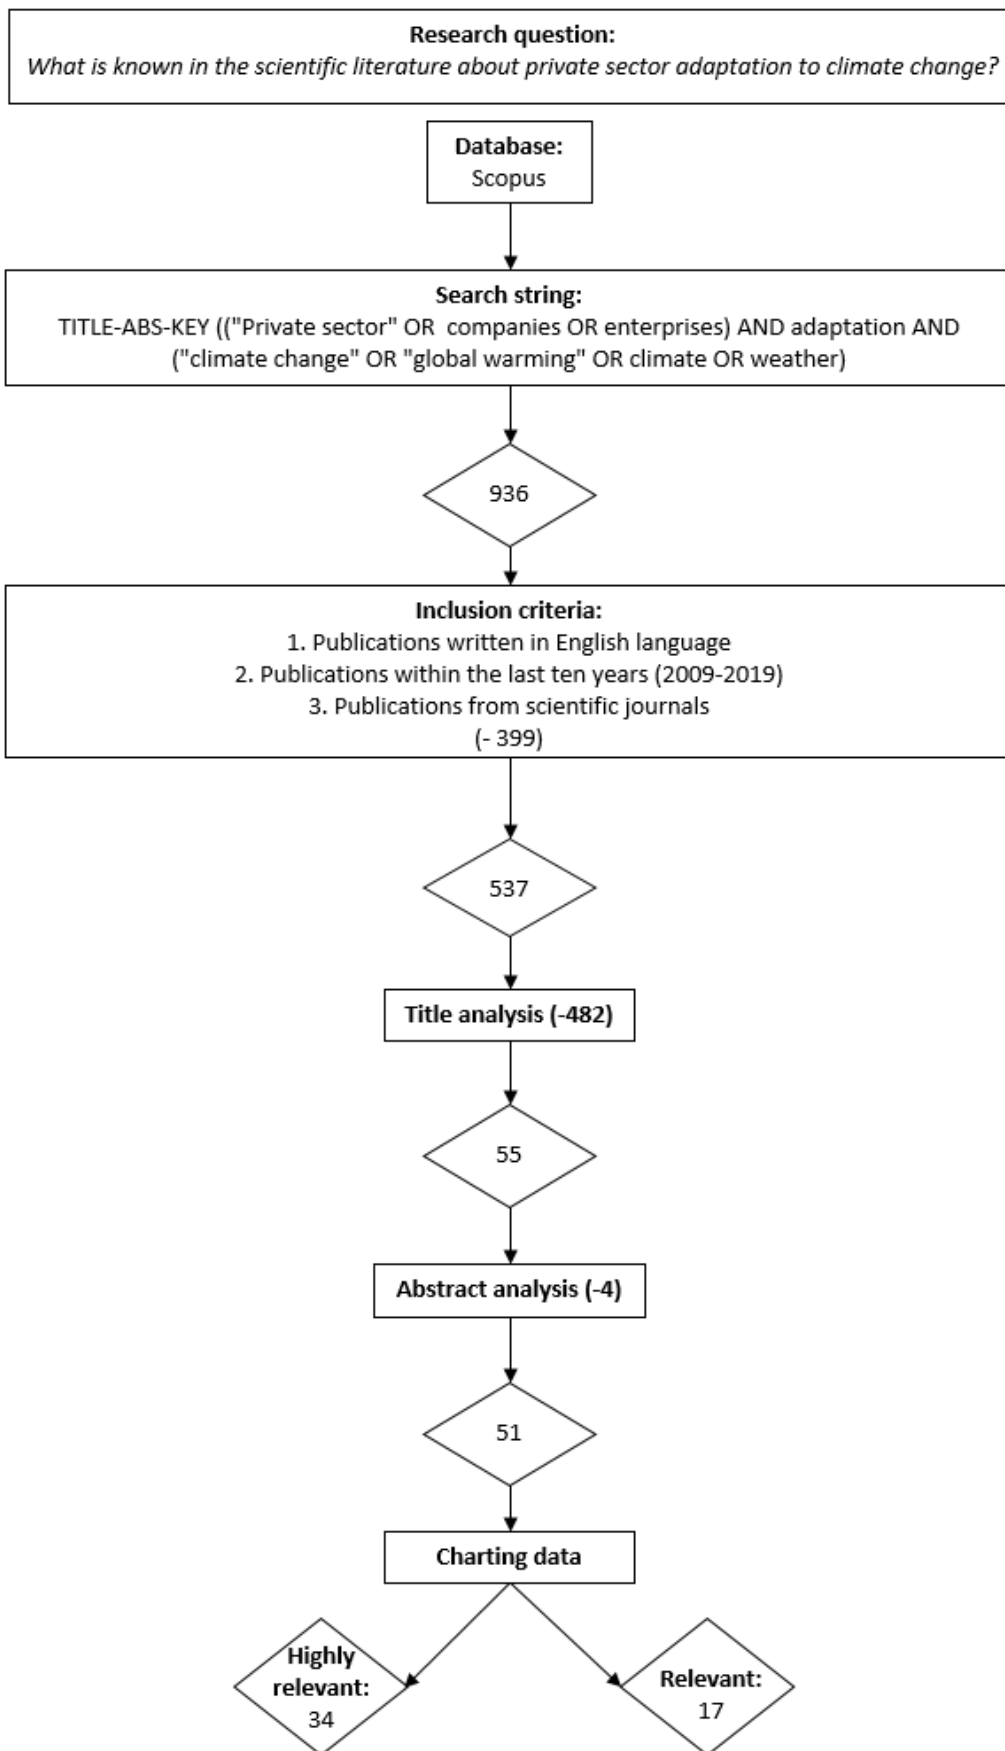 Research question:
What is known in the scientific literature about private sector adaptation to climate change?
Database:
Scopus
Search string:
TITLE-ABS-KEY (("Private sector" OR companies OR enterprises) AND adaptation AND
("climate change" OR "global warming" OR climate OR weather)
936
Inclusion criteria:
1. Publications written in English language
2. Publications within the last ten years (2009-2019)
3. Publications from scientific journals
(- 399)
537
Title analysis (-482)
55
Abstract analysis (-4)
51
Charting data
Highly
relevant:
34
Relevant:
17